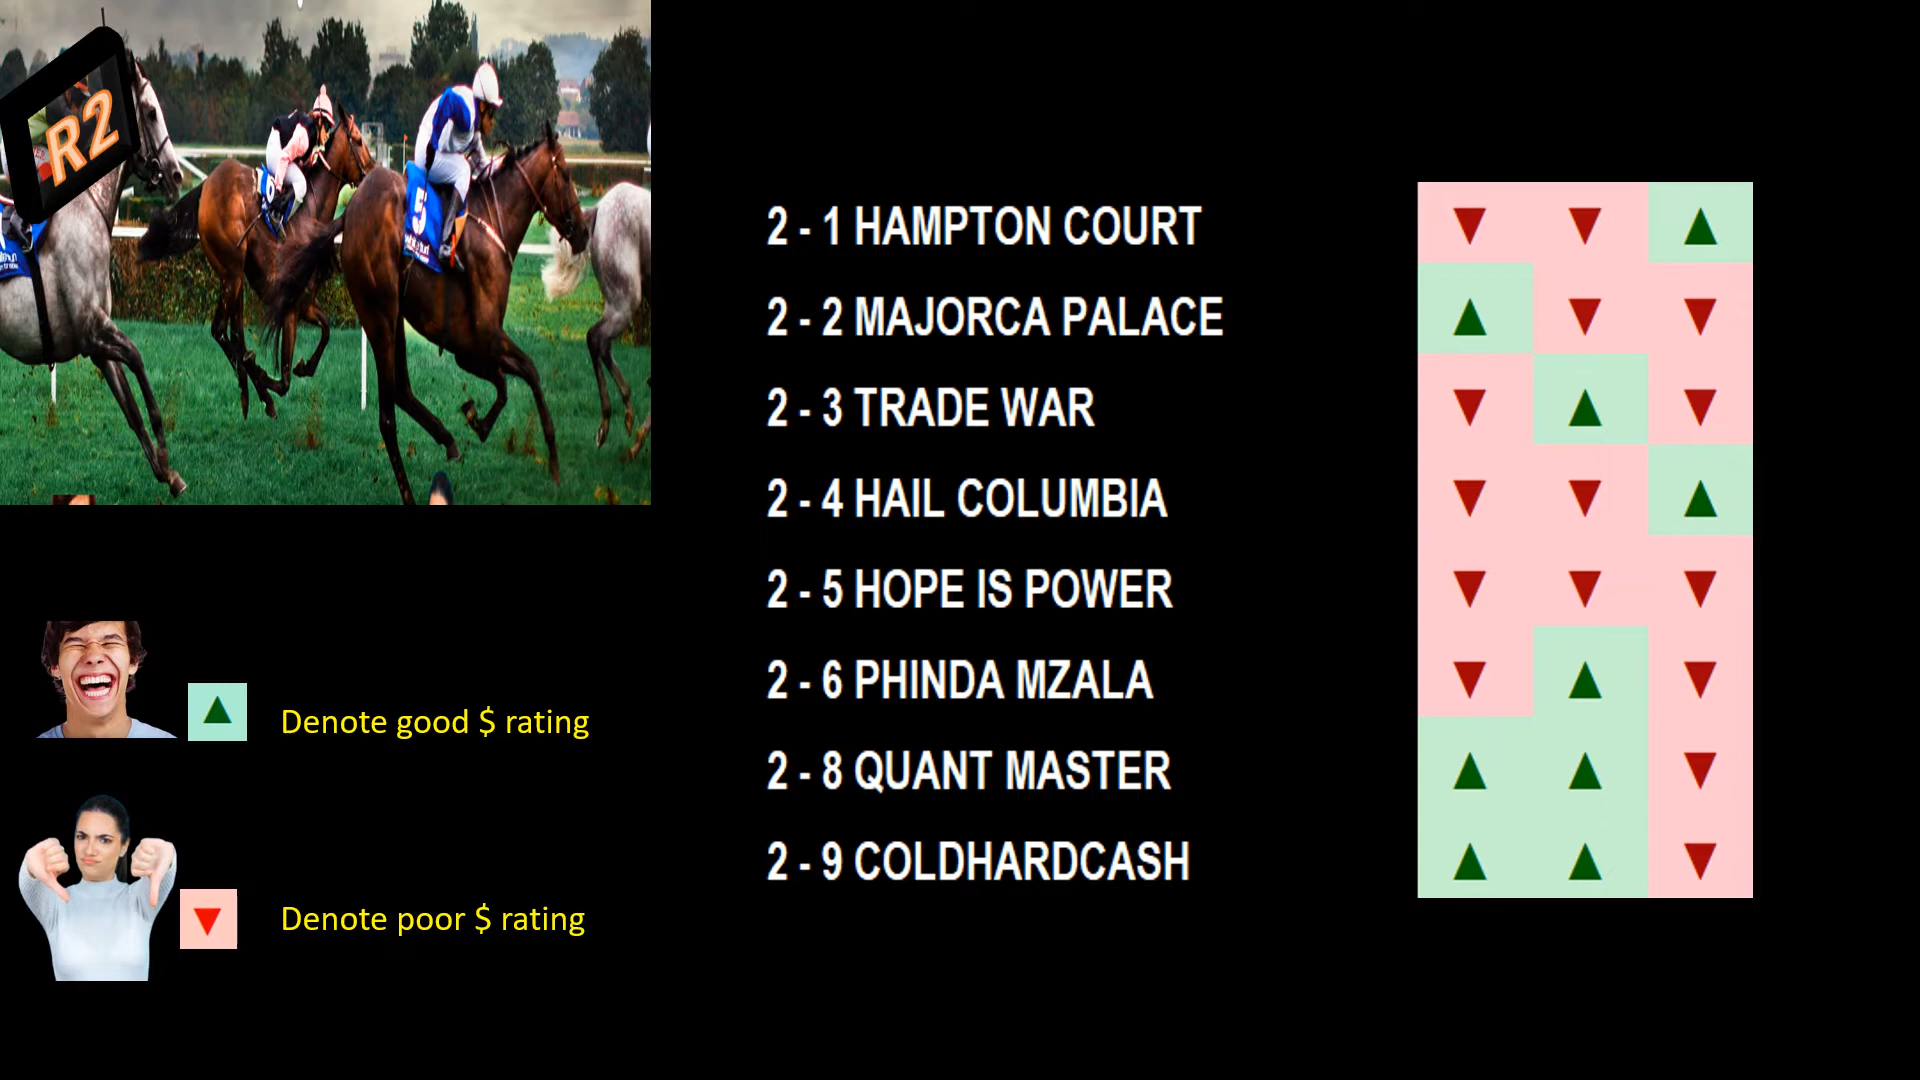 R2
6
5
2 - 1 HAMPTON COURT ▼ ▼ ▲
2 - 2 MAJORCA PALACE ▲ ▼ ▼
2 - 3 TRADE WAR ▼ ▲ ▼
2 - 4 HAIL COLUMBIA ▼ ▼ ▲
2 - 5 HOPE IS POWER ▼ ▼ ▼
2 - 6 PHINDA MZALA ▼ ▲ ▼
2 - 8 QUANT MASTER ▲ ▲ ▼
2 - 9 COLDHARDCASH ▲ ▲ ▼
▲ Denote good $ rating
▼ Denote poor $ rating